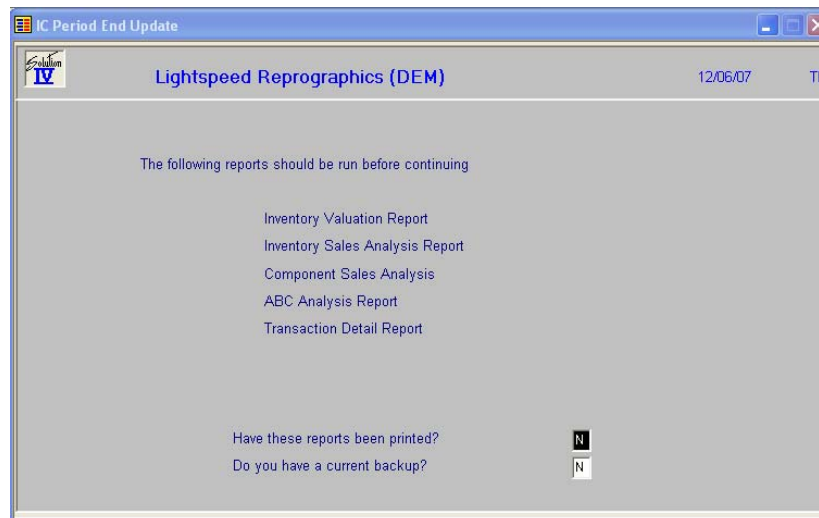 IC Period End Update
Solution
IV
Lightspeed Reprographics (DEM) 12/06/07
The following reports should be run before continuing
Inventory Valuation Report
Inventory Sales Analysis Report
Component Sales Analysis
ABC Analysis Report
Transaction Detail Report
Have these reports been printed? N
Do you have a current backup? N